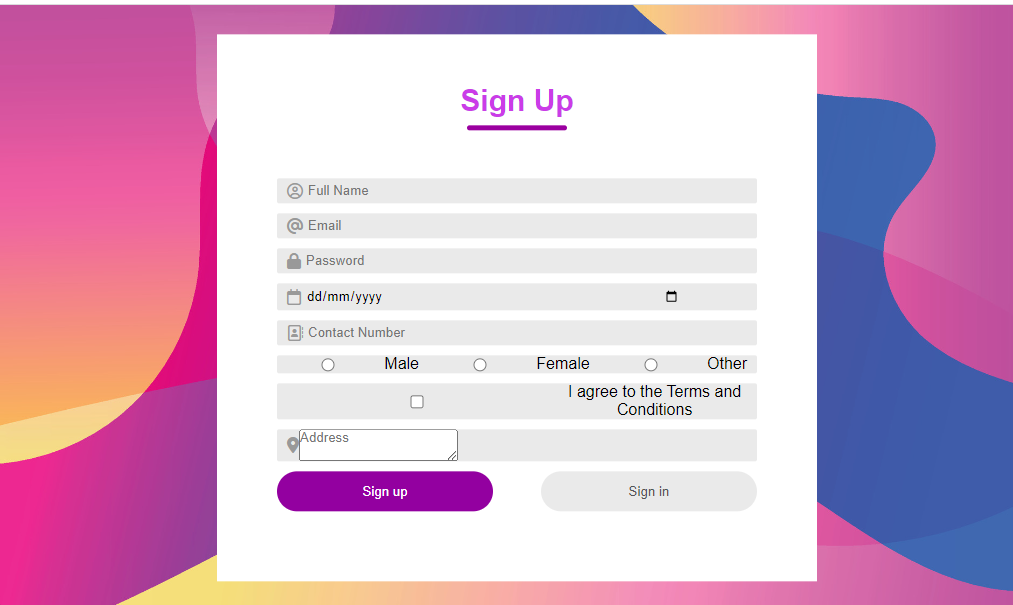 Sign Up
Full Name
Email
Password
dd/mm/yyyy
Contact Number
Male Female Other
I agree to the Terms and
Conditions
Address
Sign up Sign in